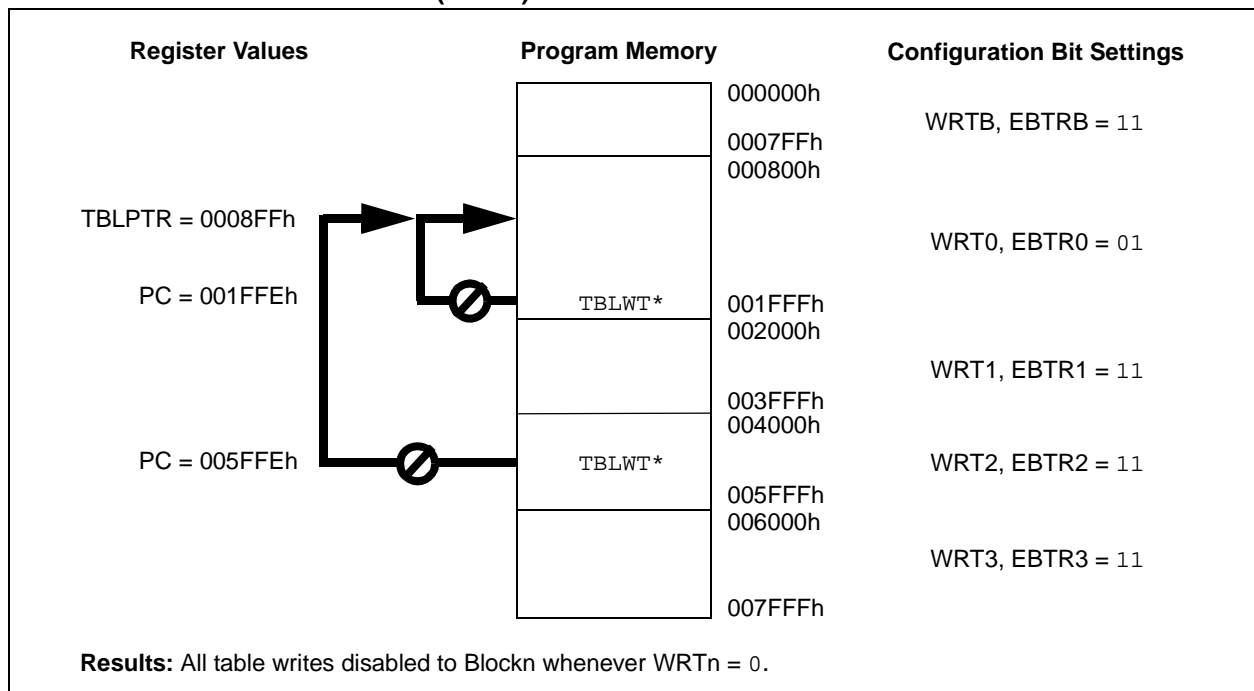 Register Values
Program Memory
Configuration Bit Settings
000000h
WRTB, EBTRB = 11
0007FFh
000800h
TBLPTR = 0008FFh
WRT0, EBTR0 = 01
PC = 001FFEh
TBLWT*
001FFFh
002000h
WRT1, EBTR1 = 11
003FFFh
004000h
PC = 005FFEh
TBLWT*
WRT2, EBTR2 = 11
005FFFh
006000h
WRT3, EBTR3 = 11
007FFFh
Results: All table writes disabled to Blockn whenever WRTn = 0.